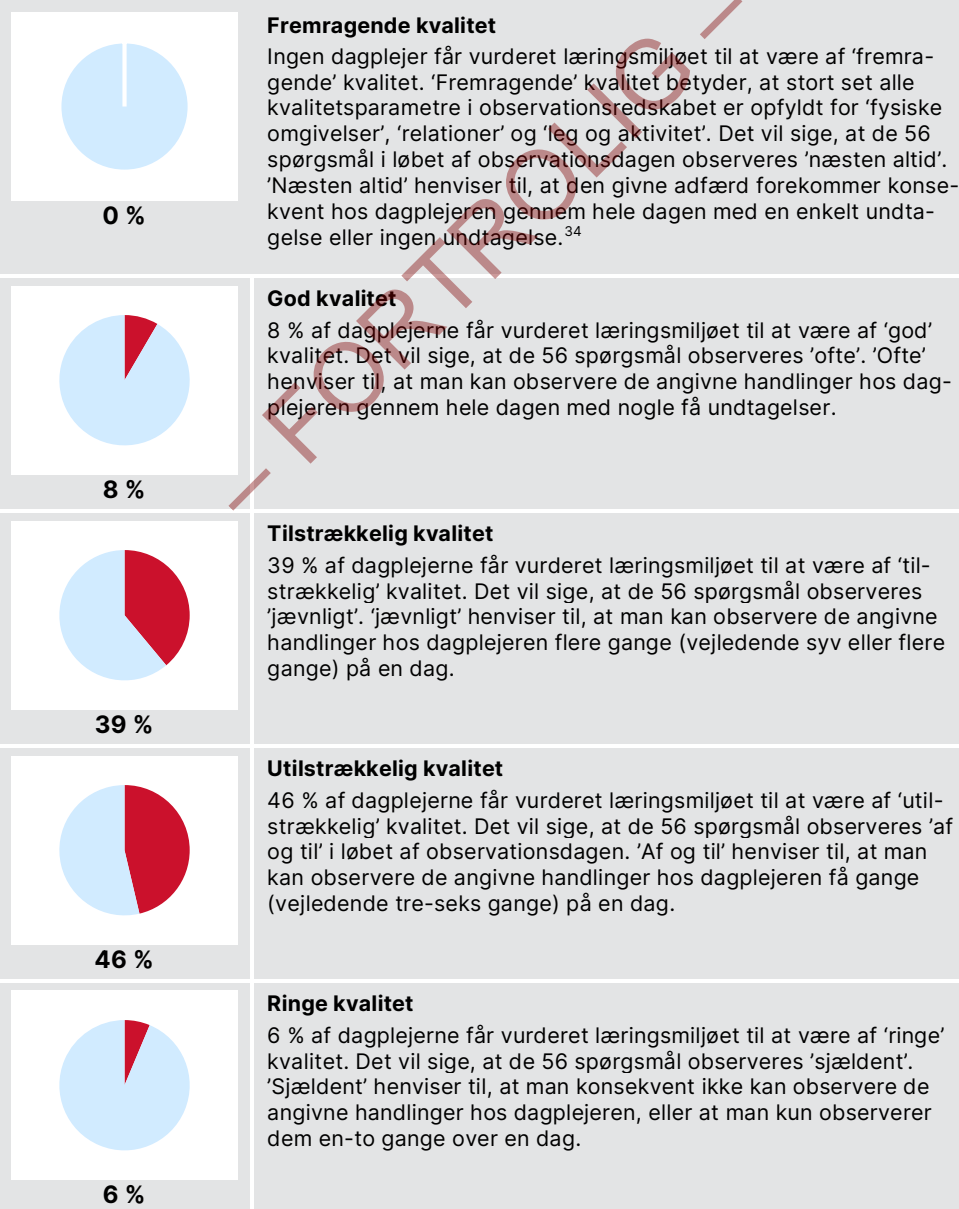 Fremragende kvalitet
Ingen dagplejer får vurderet læringsmiljøet til at være af ‘fremra-
gende’ kvalitet. ‘Fremragende’ kvalitet betyder, at stort set alle
kvalitetsparametre i observationsredskabet er opfyldt for ‘fysiske
omgivelser’, ‘relationer’ og ‘leg og aktivitet’. Det vil sige, at de 56
spørgsmål i løbet af observationsdagen observeres ’næsten altid’.
’Næsten altid’ henviser til, at den givne adfærd forekommer konse-
kvent hos dagplejeren gennem hele dagen med en enkelt undta-
gelse eller ingen undtagelse.34
0 %
God kvalitet
8 % af dagplejerne får vurderet læringsmiljøet til at være af ‘god’
kvalitet. Det vil sige, at de 56 spørgsmål observeres ’ofte’. ’Ofte’
henviser til, at man kan observere de angivne handlinger hos dag-
plejeren gennem hele dagen med nogle få undtagelser.
8 %
Tilstrækkelig kvalitet
39 % af dagplejerne får vurderet læringsmiljøet til at være af ‘til-
strækkelig’ kvalitet. Det vil sige, at de 56 spørgsmål observeres
’jævnligt’. ‘jævnligt’ henviser til, at man kan observere de angivne
handlinger hos dagplejeren flere gange (vejledende syv eller flere
gange) på en dag.
39 %
Utilstrækkelig kvalitet
46 % af dagplejerne får vurderet læringsmiljøet til at være af ‘util-
strækkelig’ kvalitet. Det vil sige, at de 56 spørgsmål observeres ’af
og til’ i løbet af observationsdagen. ’Af og til’ henviser til, at man
kan observere de angivne handlinger hos dagplejeren få gange
(vejledende tre-seks gange) på en dag.
46 %
Ringe kvalitet
6 % af dagplejerne får vurderet læringsmiljøet til at være af ‘ringe’
kvalitet. Det vil sige, at de 56 spørgsmål observeres ’sjældent’.
’Sjældent’ henviser til, at man konsekvent ikke kan observere de
angivne handlinger hos dagplejeren, eller at man kun observerer
dem en-to gange over en dag.
6 %
– FORTROLIG –